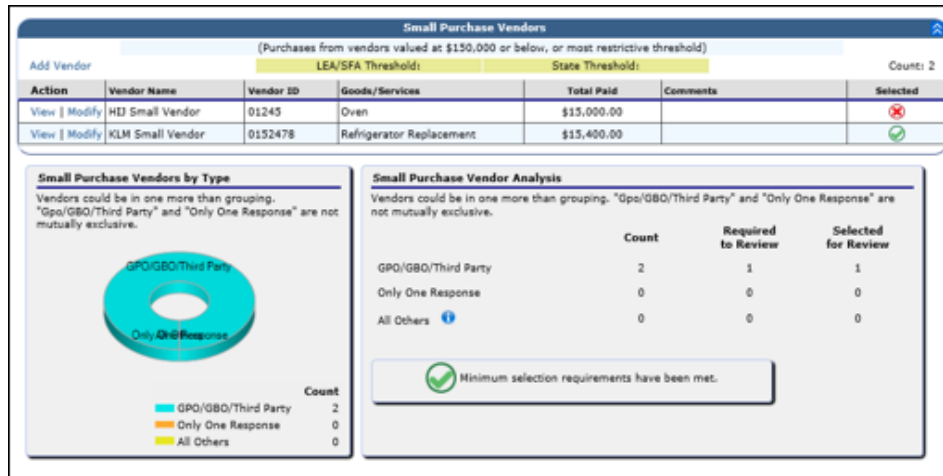 Small Purchase Vendors
(Purchases from vendors valued at $150,000 or below, or most restrictive threshold)
Add Vendor LEA/SFA Threshold: State Threshold: Count: 2
Action Vendor Name Vendor ID Goods/Services Total Paid Comments Selected
View | Modify HIJ Small Vendor 01245 Oven $15,000.00
View | Modify KLM Small Vendor 0152478 Refrigerator Replacement $15,400.00
Small Purchase Vendors by Type
Vendors could be in one more than grouping.
"Gpo/GBO/Third Party" and "Only One Response" are not
mutually exclusive.
GPO/GBO/Third Party
Only One Response
Count
GPO/GBO/Third Party 2
Only One Response 0
All Others 0
Small Purchase Vendor Analysis
Vendors could be in one more than grouping. "Gpo/GBO/Third Party" and "Only One Response" are
not mutually exclusive.
Count Required to Review Selected for Review
GPO/GBO/Third Party 2 1 1
Only One Response 0 0 0
All Others 0 0 0
Minimum selection requirements have been met.